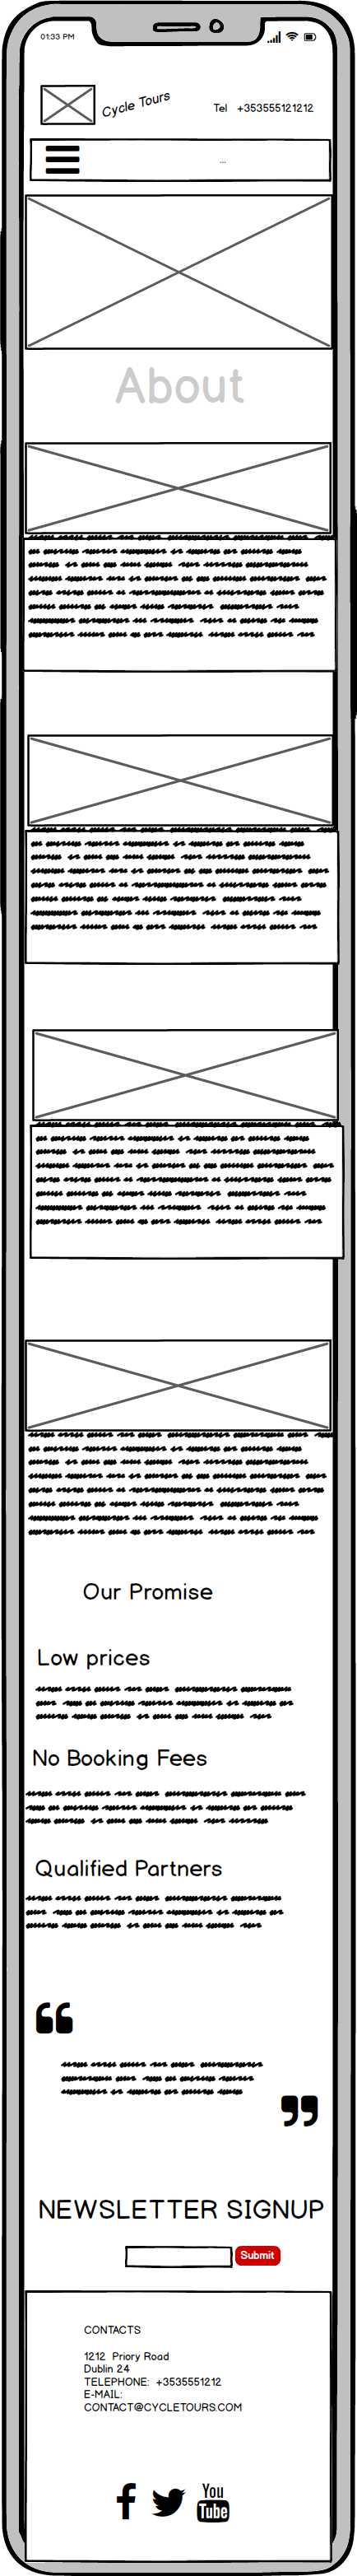 01:33 PM
Cycle Tours
Tel +353555121212
...
About
Our Promise
Low prices
No Booking Fees
Qualified Partners
“
”
NEWSLETTER SIGNUP
Submit
CONTACTS
1212 Priory Road
Dublin 24
TELEPHONE: +3535551212
E-MAIL:
CONTACT@CYCLETOURS.COM
You
Tube